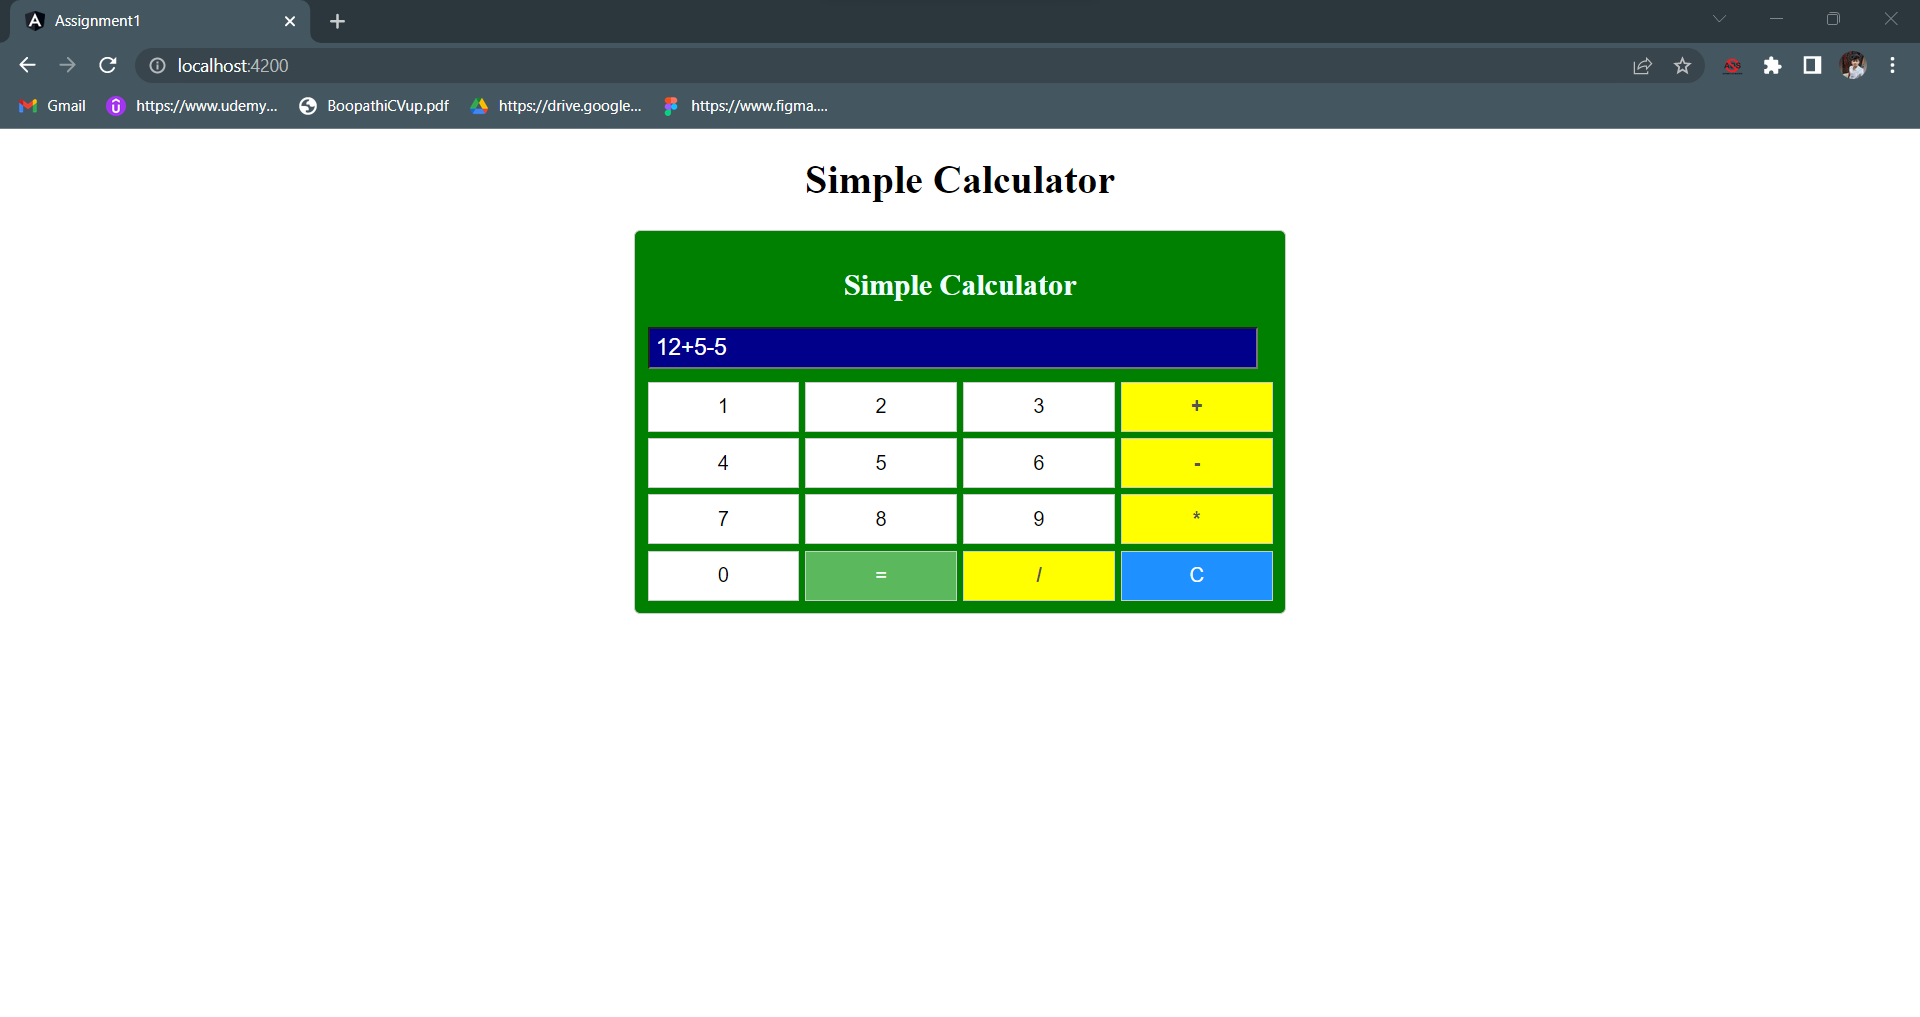 Assignment1
localhost:4200
Gmail https://www.udemy... BoopathiCVup.pdf https://drive.google... https://www.figma....
Simple Calculator
Simple Calculator
12+5-5
1 2 3 +
4 5 6 -
7 8 9 *
0 = / C